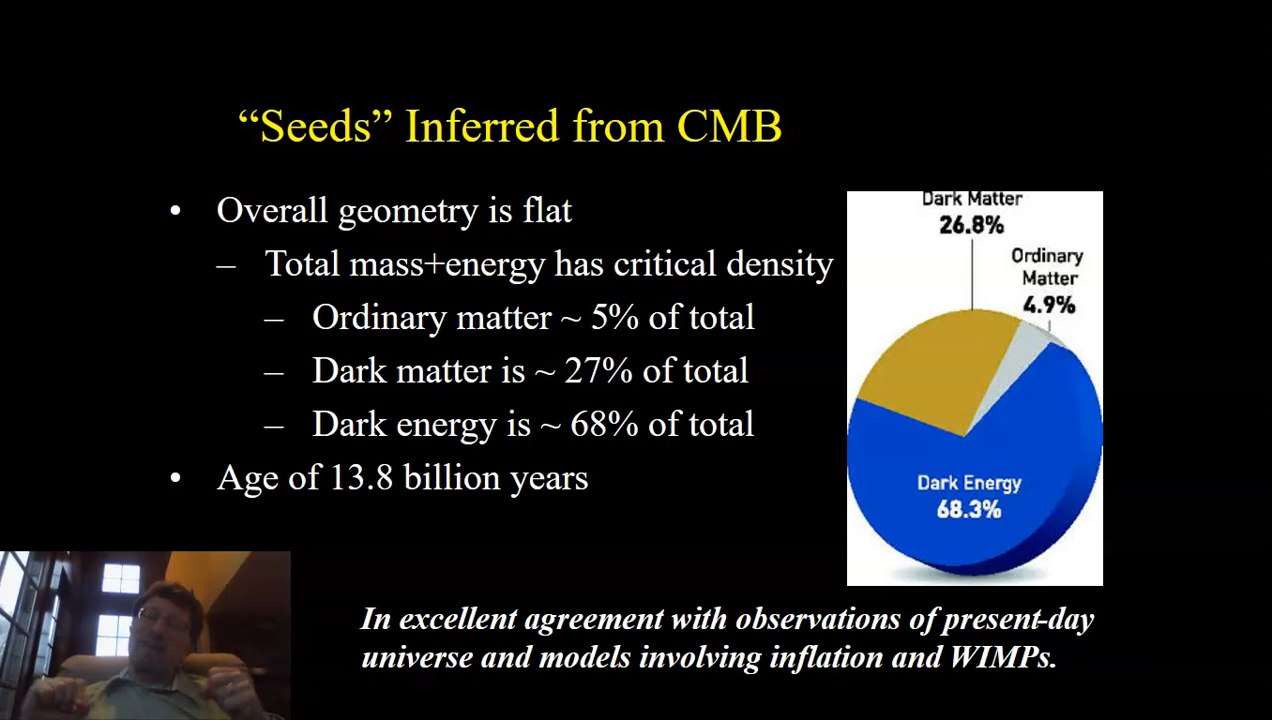 “Seeds” Inferred from CMB
• Overall geometry is flat
– Total mass+energy has critical density
– Ordinary matter ~ 5% of total
– Dark matter is ~ 27% of total
– Dark energy is ~ 68% of total
• Age of 13.8 billion years
Dark Matter
26.8%
Ordinary
Matter
4.9%
Dark Energy
68.3%
In excellent agreement with observations of present-day
universe and models involving inflation and WIMPs.